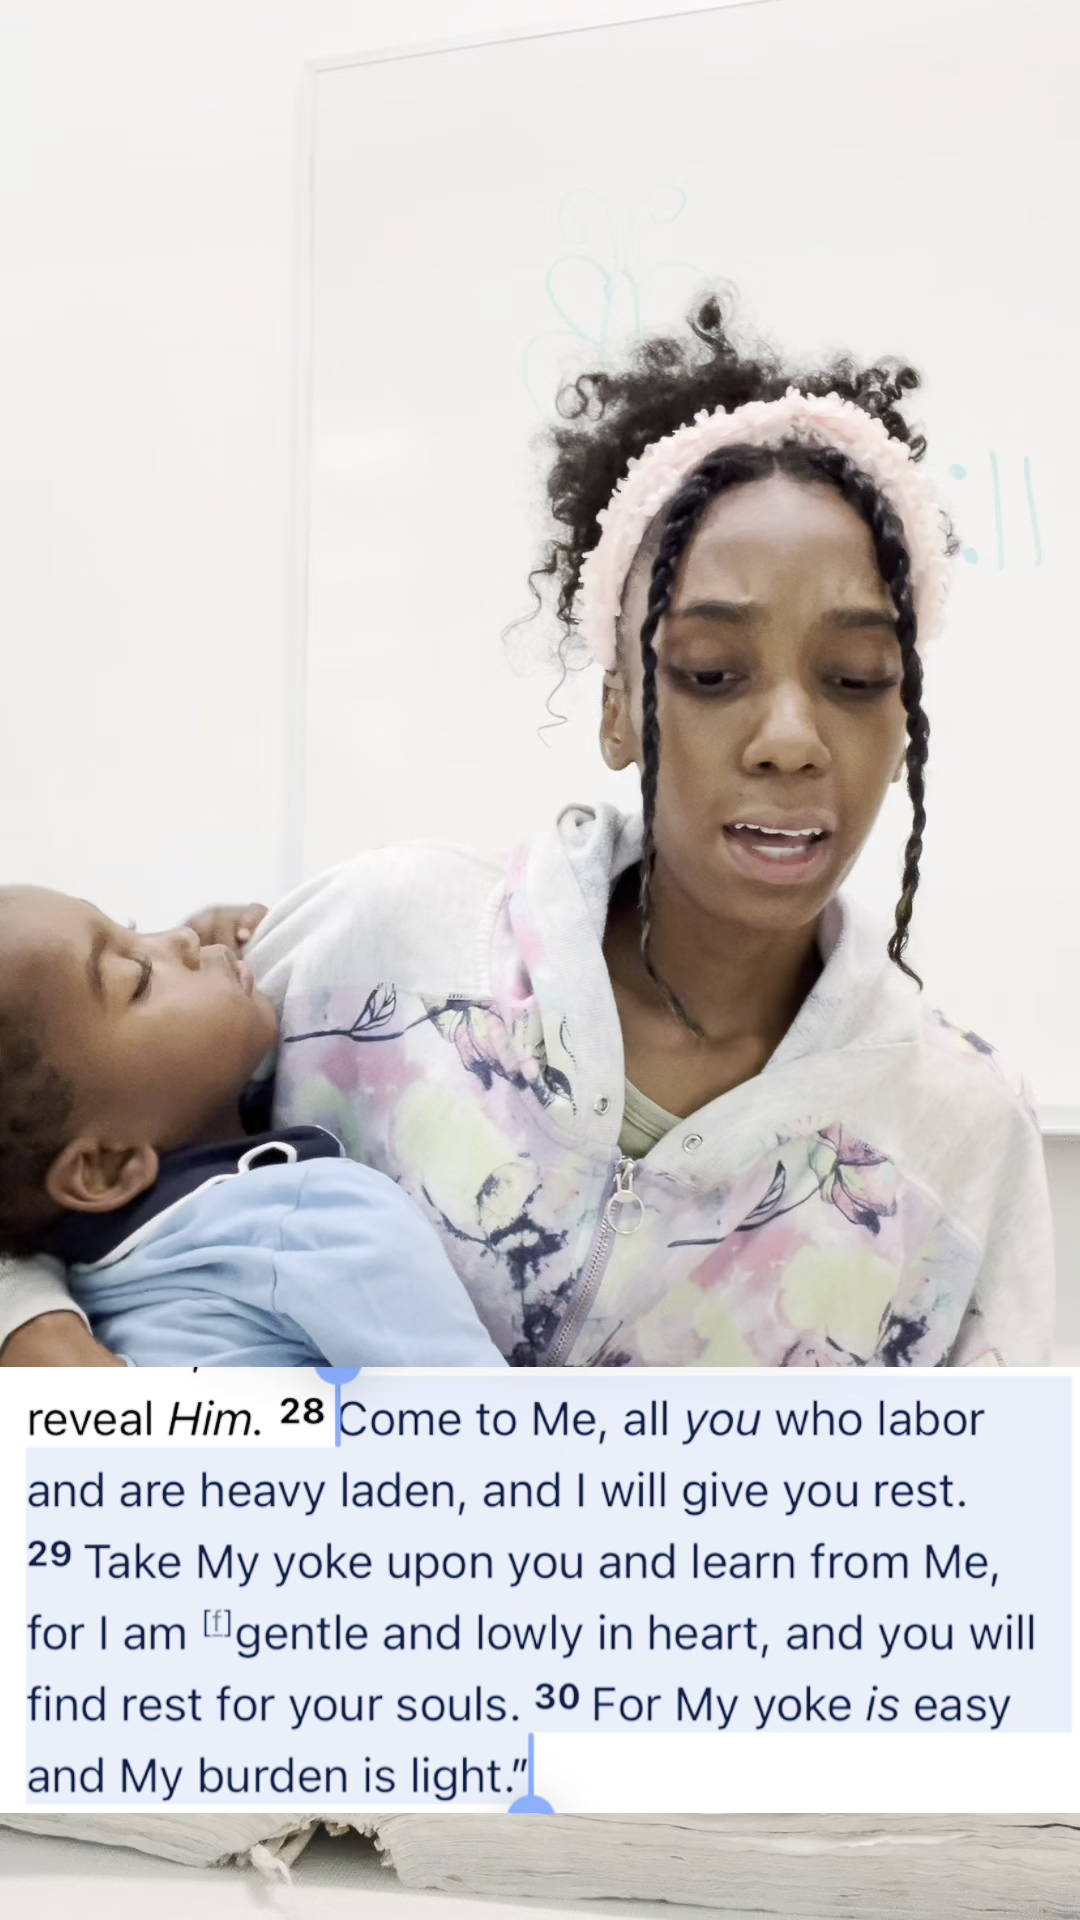 :||
reveal Him. 28 Come to Me, all you who labor
and are heavy laden, and I will give you rest.
29 Take My yoke upon you and learn from Me,
for I am [f]gentle and lowly in heart, and you will
find rest for your souls. 30 For My yoke is easy
and My burden is light.”